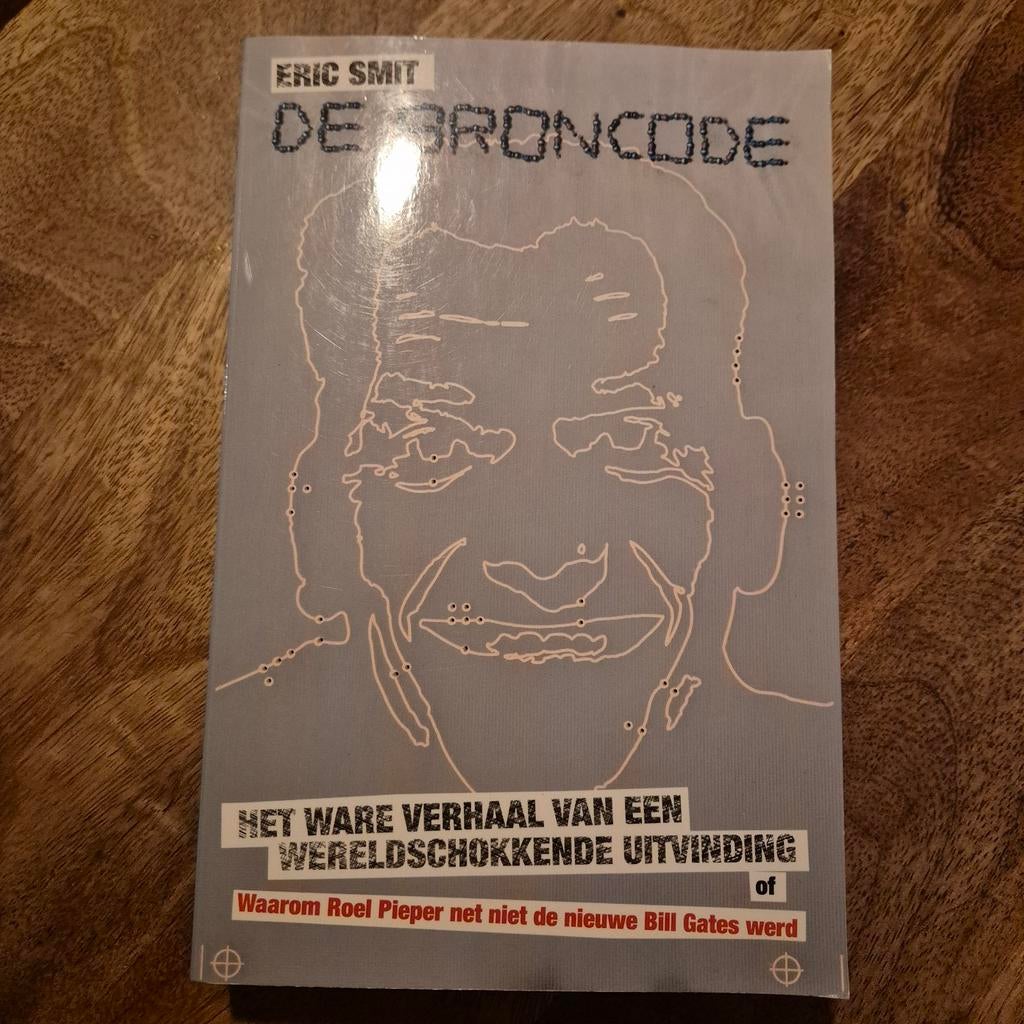 ERIC SMIT
DE BRONCODE
HET WARE VERHAAL VAN EEN
WERELDSCHOKKENDE UITVINDING
of
Waarom Roel Pieper net niet de nieuwe Bill Gates werd